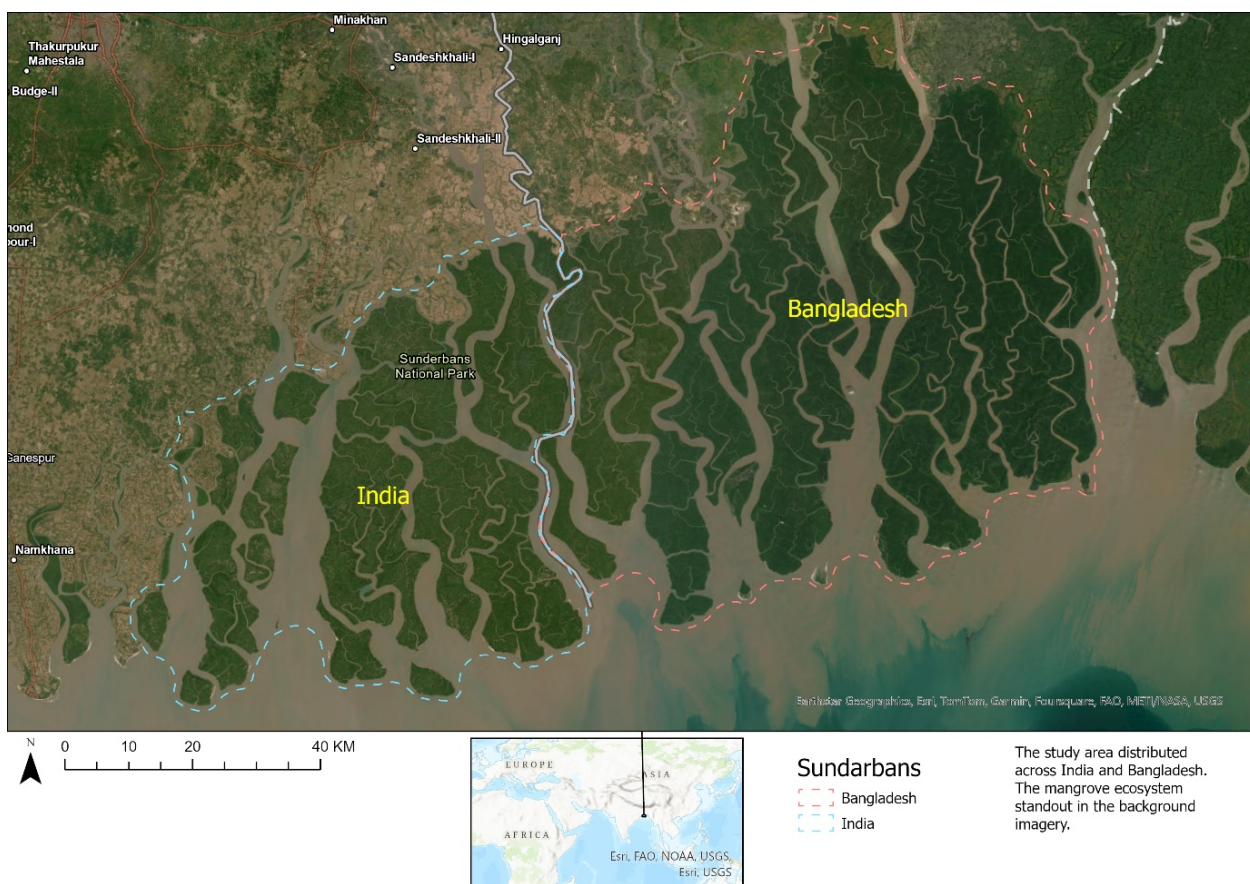 Minakhan
Hingalganj
Thakurpukur
Mahestala
Sandeshkhali-I
Budge-II
Sandeshkhali-II
mond
our-I
Bangladesh
Sunderbans
National Park
Ganespur
India
Namkhana
Earthstar Geographics, Esri, TomTom, Garmin, Foursquare, FAO, METI/NASA, USGS
N
0 10 20 40 KM
EUROPE
ASIA
AFRICA
Esri, FAO, NOAA, USGS,
Esri, USGS
Sundarbans
Bangladesh
India
The study area distributed
across India and Bangladesh.
The mangrove ecosystem
standout in the background
imagery.